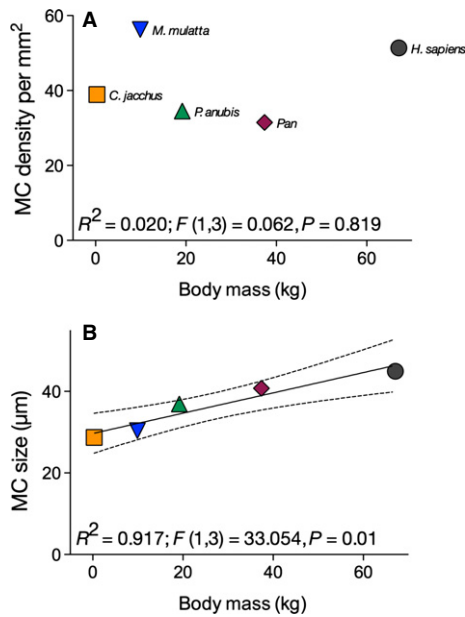 A
60
40
20
0
MC density per mm²
M. mulatta
H. sapiens
C. jacchus
P. anubis
Pan
R² = 0.020; F (1,3) = 0.062, P = 0.819
0 20 40 60
Body mass (kg)
B
40
20
0
MC size (μm)
R² = 0.917; F (1,3) = 33.054, P = 0.01
0 20 40 60
Body mass (kg)